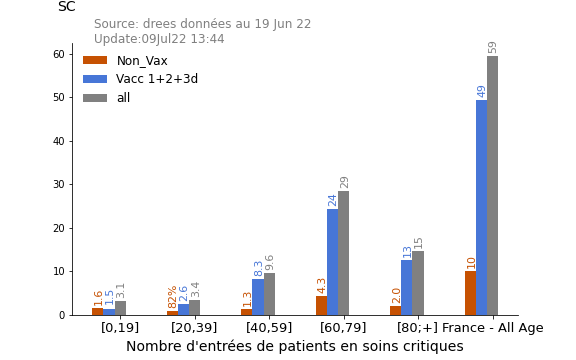 SC
Source: drees données au 19 Jun 22
Update:09Jul22 13:44
Non_Vax
Vacc 1+2+3d
all
60
50
40
30
20
10
0
1.6 1.5 3.1
82% 2.6 3.4
1.3 8.3 9.6
4.3 24 29
2.0 13 15
10 49 59
[0,19] [20,39] [40,59] [60,79] [80;+] France - All Age
Nombre d'entrées de patients en soins critiques